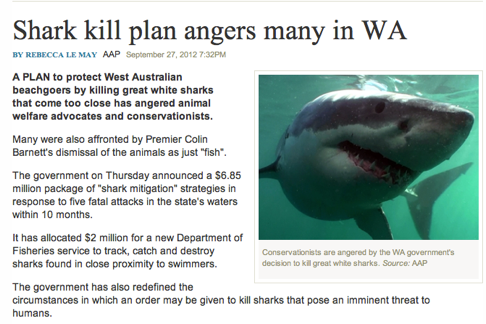 Shark kill plan angers many in WA
BY REBECCA LE MAY AAP September 27, 2012 7:32PM
A PLAN to protect West Australian
beachgoers by killing great white sharks
that come too close has angered animal
welfare advocates and conservationists.
Many were also affronted by Premier Colin
Barnett's dismissal of the animals as just "fish".
The government on Thursday announced a $6.85
million package of "shark mitigation" strategies in
response to five fatal attacks in the state's waters
within 10 months.
It has allocated $2 million for a new Department of
Fisheries service to track, catch and destroy
sharks found in close proximity to swimmers.
The government has also redefined the
circumstances in which an order may be given to kill sharks that pose an imminent threat to
humans.
Conservationists are angered by the WA government's
decision to kill great white sharks. Source: AAP